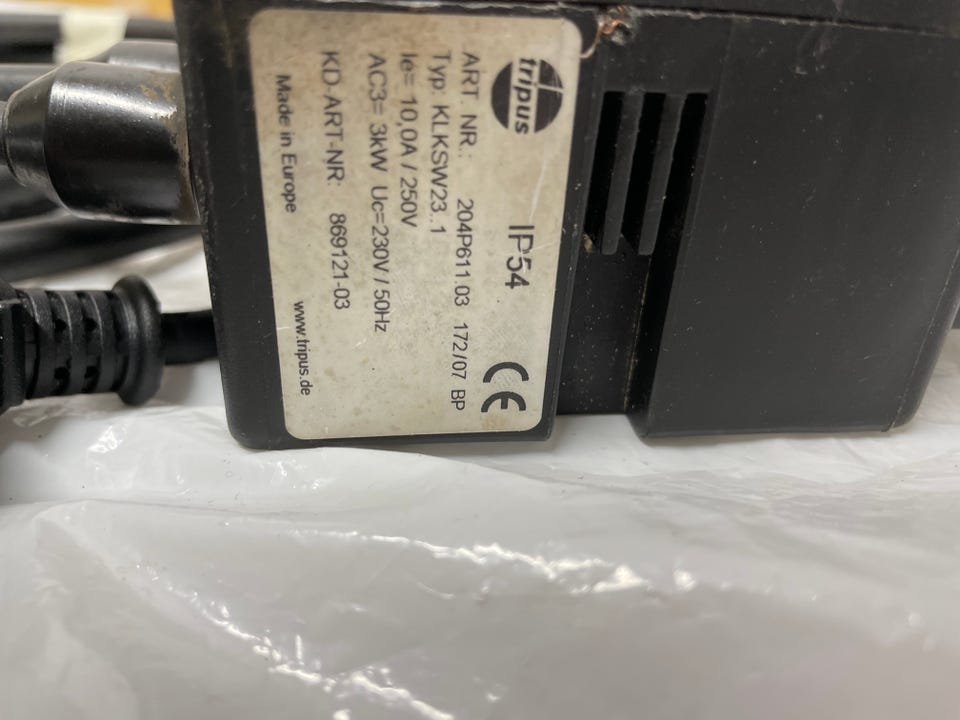 tripus
IP54
CE
ART. NR.: 204P611.03 172/07 BP
Typ: KLKSW23..1
Ie= 10,0A / 250V
AC3= 3kW Uc=230V / 50Hz
KD-ART-NR: 869121-03
Made in Europe www.tripus.de